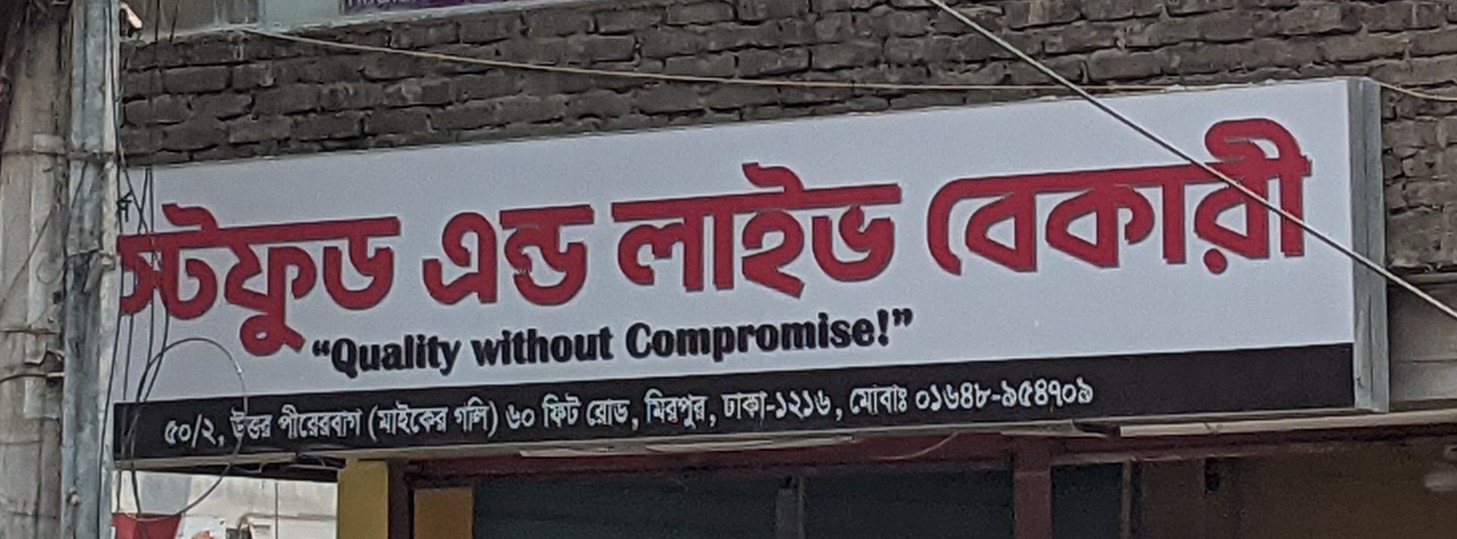 স্টফুড এন্ড লাইভ বেকারী
“Quality without Compromise!”
৫০/২, উত্তর পীরেরবাগ (মাইকের গলি) ৬০ ফিট রোড, মিরপুর, ঢাকা-১২১৬, মোবাঃ ০১৬৪৮-৯৫৪৭০৯